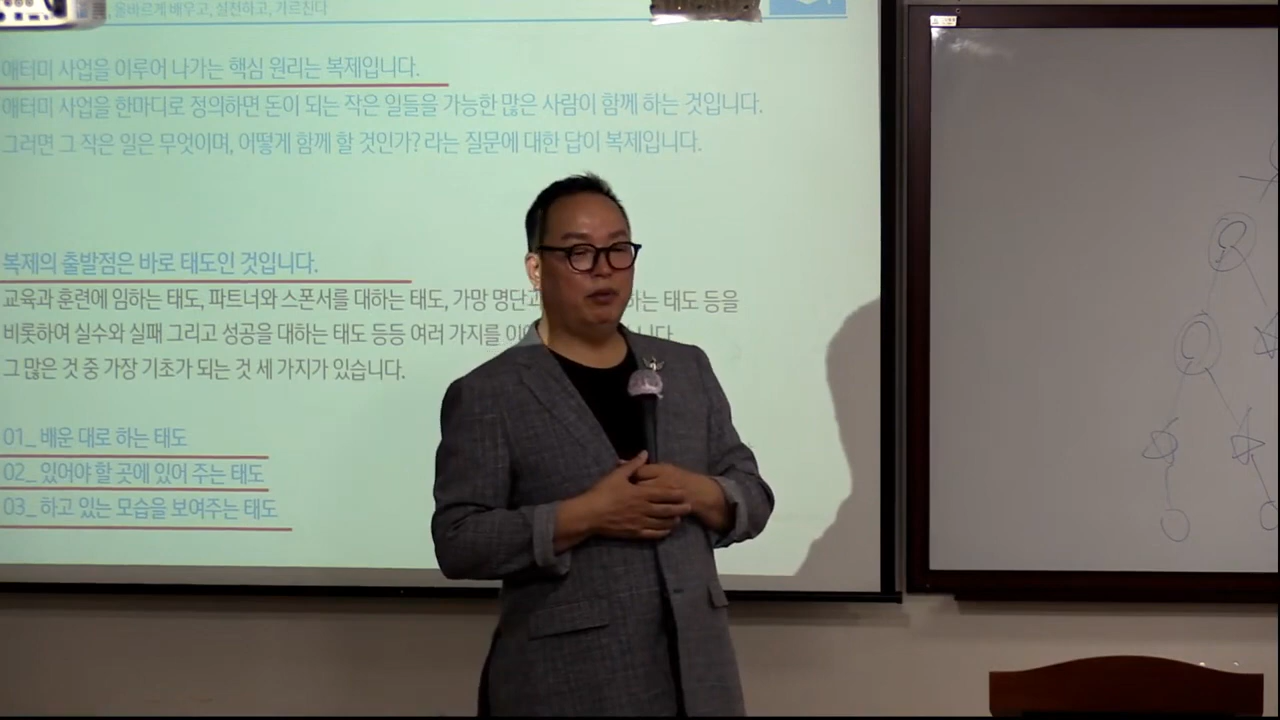 올바르게 배우고, 실천하고, 가르친다
애터미 사업을 이루어 나가는 핵심 원리는 복제입니다.
애터미 사업을 한마디로 정의하면 돈이 되는 작은 일들을 가능한 많은 사람이 함께 하는 것입니다.
그러면 그 작은 일은 무엇이며, 어떻게 함께 할 것인가? 라는 질문에 대한 답이 복제입니다.
복제의 출발점은 바로 태도인 것입니다.
교육과 훈련에 임하는 태도, 파트너와 스폰서를 대하는 태도, 가망 명단 하는 태도 등을
비롯하여 실수와 실패 그리고 성공을 대하는 태도 등등 여러 가지를
그 많은 것 중 가장 기초가 되는 것 세 가지가 있습니다.
01_ 배운 대로 하는 태도
02_ 있어야 할 곳에 있어 주는 태도
03_ 하고 있는 모습을 보여주는 태도